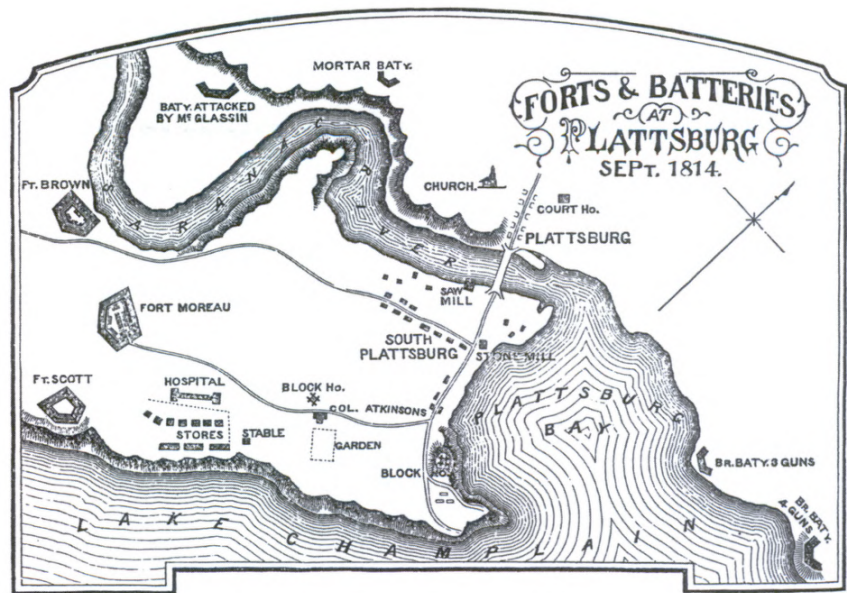 FORTS & BATTERIES
AT
PLATTSBURG
SEPT. 1814.
MORTAR BATY.
BATY. ATTACKED
BY Mc GLASSIN
FT. BROWN
SARANAC RIVER
CHURCH.
COURT Ho.
PLATTSBURG
FORT MOREAU
SAW
MILL
SOUTH
PLATTSBURG
STONE MILL
FT. SCOTT
HOSPITAL
BLOCK Ho.
COL. ATKINSONS
STORES
STABLE
GARDEN
BLOCK
Ho.
PLATTSBURG
BAY
BR. BATY. 3 GUNS
BR. BATY.
4 GUNS
LAKE CHAMPLAIN